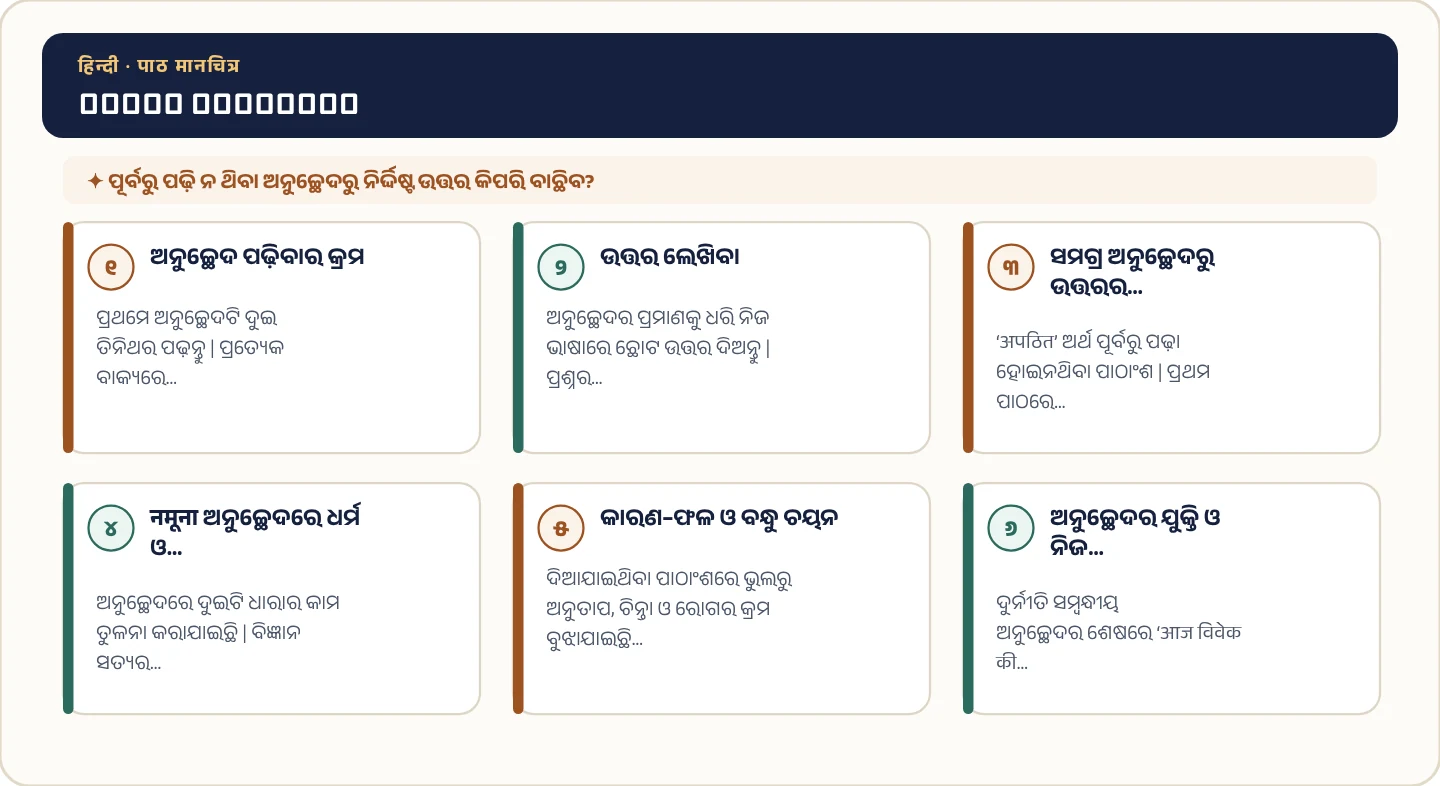 हिन्दी · पाठ मानचित्र
✦ ପୂର୍ବରୁ ପଢ଼ି ନ ଥିବା ଅନୁଚ୍ଛେଦରୁ ନିର୍ଦ୍ଦିଷ୍ଟ ଉତ୍ତର କିପରି ବାଛିବ?
୧
ଅନୁଚ୍ଛେଦ ପଢ଼ିବାର କ୍ରମ
ପ୍ରଥମେ ଅନୁଚ୍ଛେଦଟି ଦୁଇ
ତିନିଥର ପଢ଼ନ୍ତୁ | ପ୍ରତ୍ୟେକ
ବାକ୍ୟରେ...
୨
ଉତ୍ତର ଲେଖିବା
ଅନୁଚ୍ଛେଦର ପ୍ରମାଣକୁ ଧରି ନିଜ
ଭାଷାରେ ଛୋଟ ଉତ୍ତର ଦିଅନ୍ତୁ |
ପ୍ରଶ୍ନର...
୩
ସମଗ୍ର ଅନୁଚ୍ଛେଦରୁ
ଉତ୍ତରର...
‘अपठित’ ଅର୍ଥ ପୂର୍ବରୁ ପଢ଼ା
ହୋଇନଥିବା ପାଠାଂଶ | ପ୍ରଥମ
ପାଠରେ...
୪
नमूना ଅନୁଚ୍ଛେଦରେ ଧର୍ମ
ଓ...
ଅନୁଚ୍ଛେଦରେ ଦୁଇଟି ଧାରାର କାମ
ତୁଳନା କରାଯାଇଛି | ବିଜ୍ଞାନ
ସତ୍ୟର...
୫
କାରଣ–ଫଳ ଓ ବନ୍ଧୁ ଚୟନ
ଦିଆଯାଇଥିବା ପାଠାଂଶରେ ଭୁଲରୁ
ଅନୁତାପ, ଚିନ୍ତା ଓ ରୋଗର କ୍ରମ
ବୁଝାଯାଇଛି...
୬
ଅନୁଚ୍ଛେଦର ଯୁକ୍ତି ଓ
ନିଜ...
ଦୁର୍ନୀତି ସମ୍ବନ୍ଧୀୟ
ଅନୁଚ୍ଛେଦର ଶେଷରେ ‘आज विवेक
की...